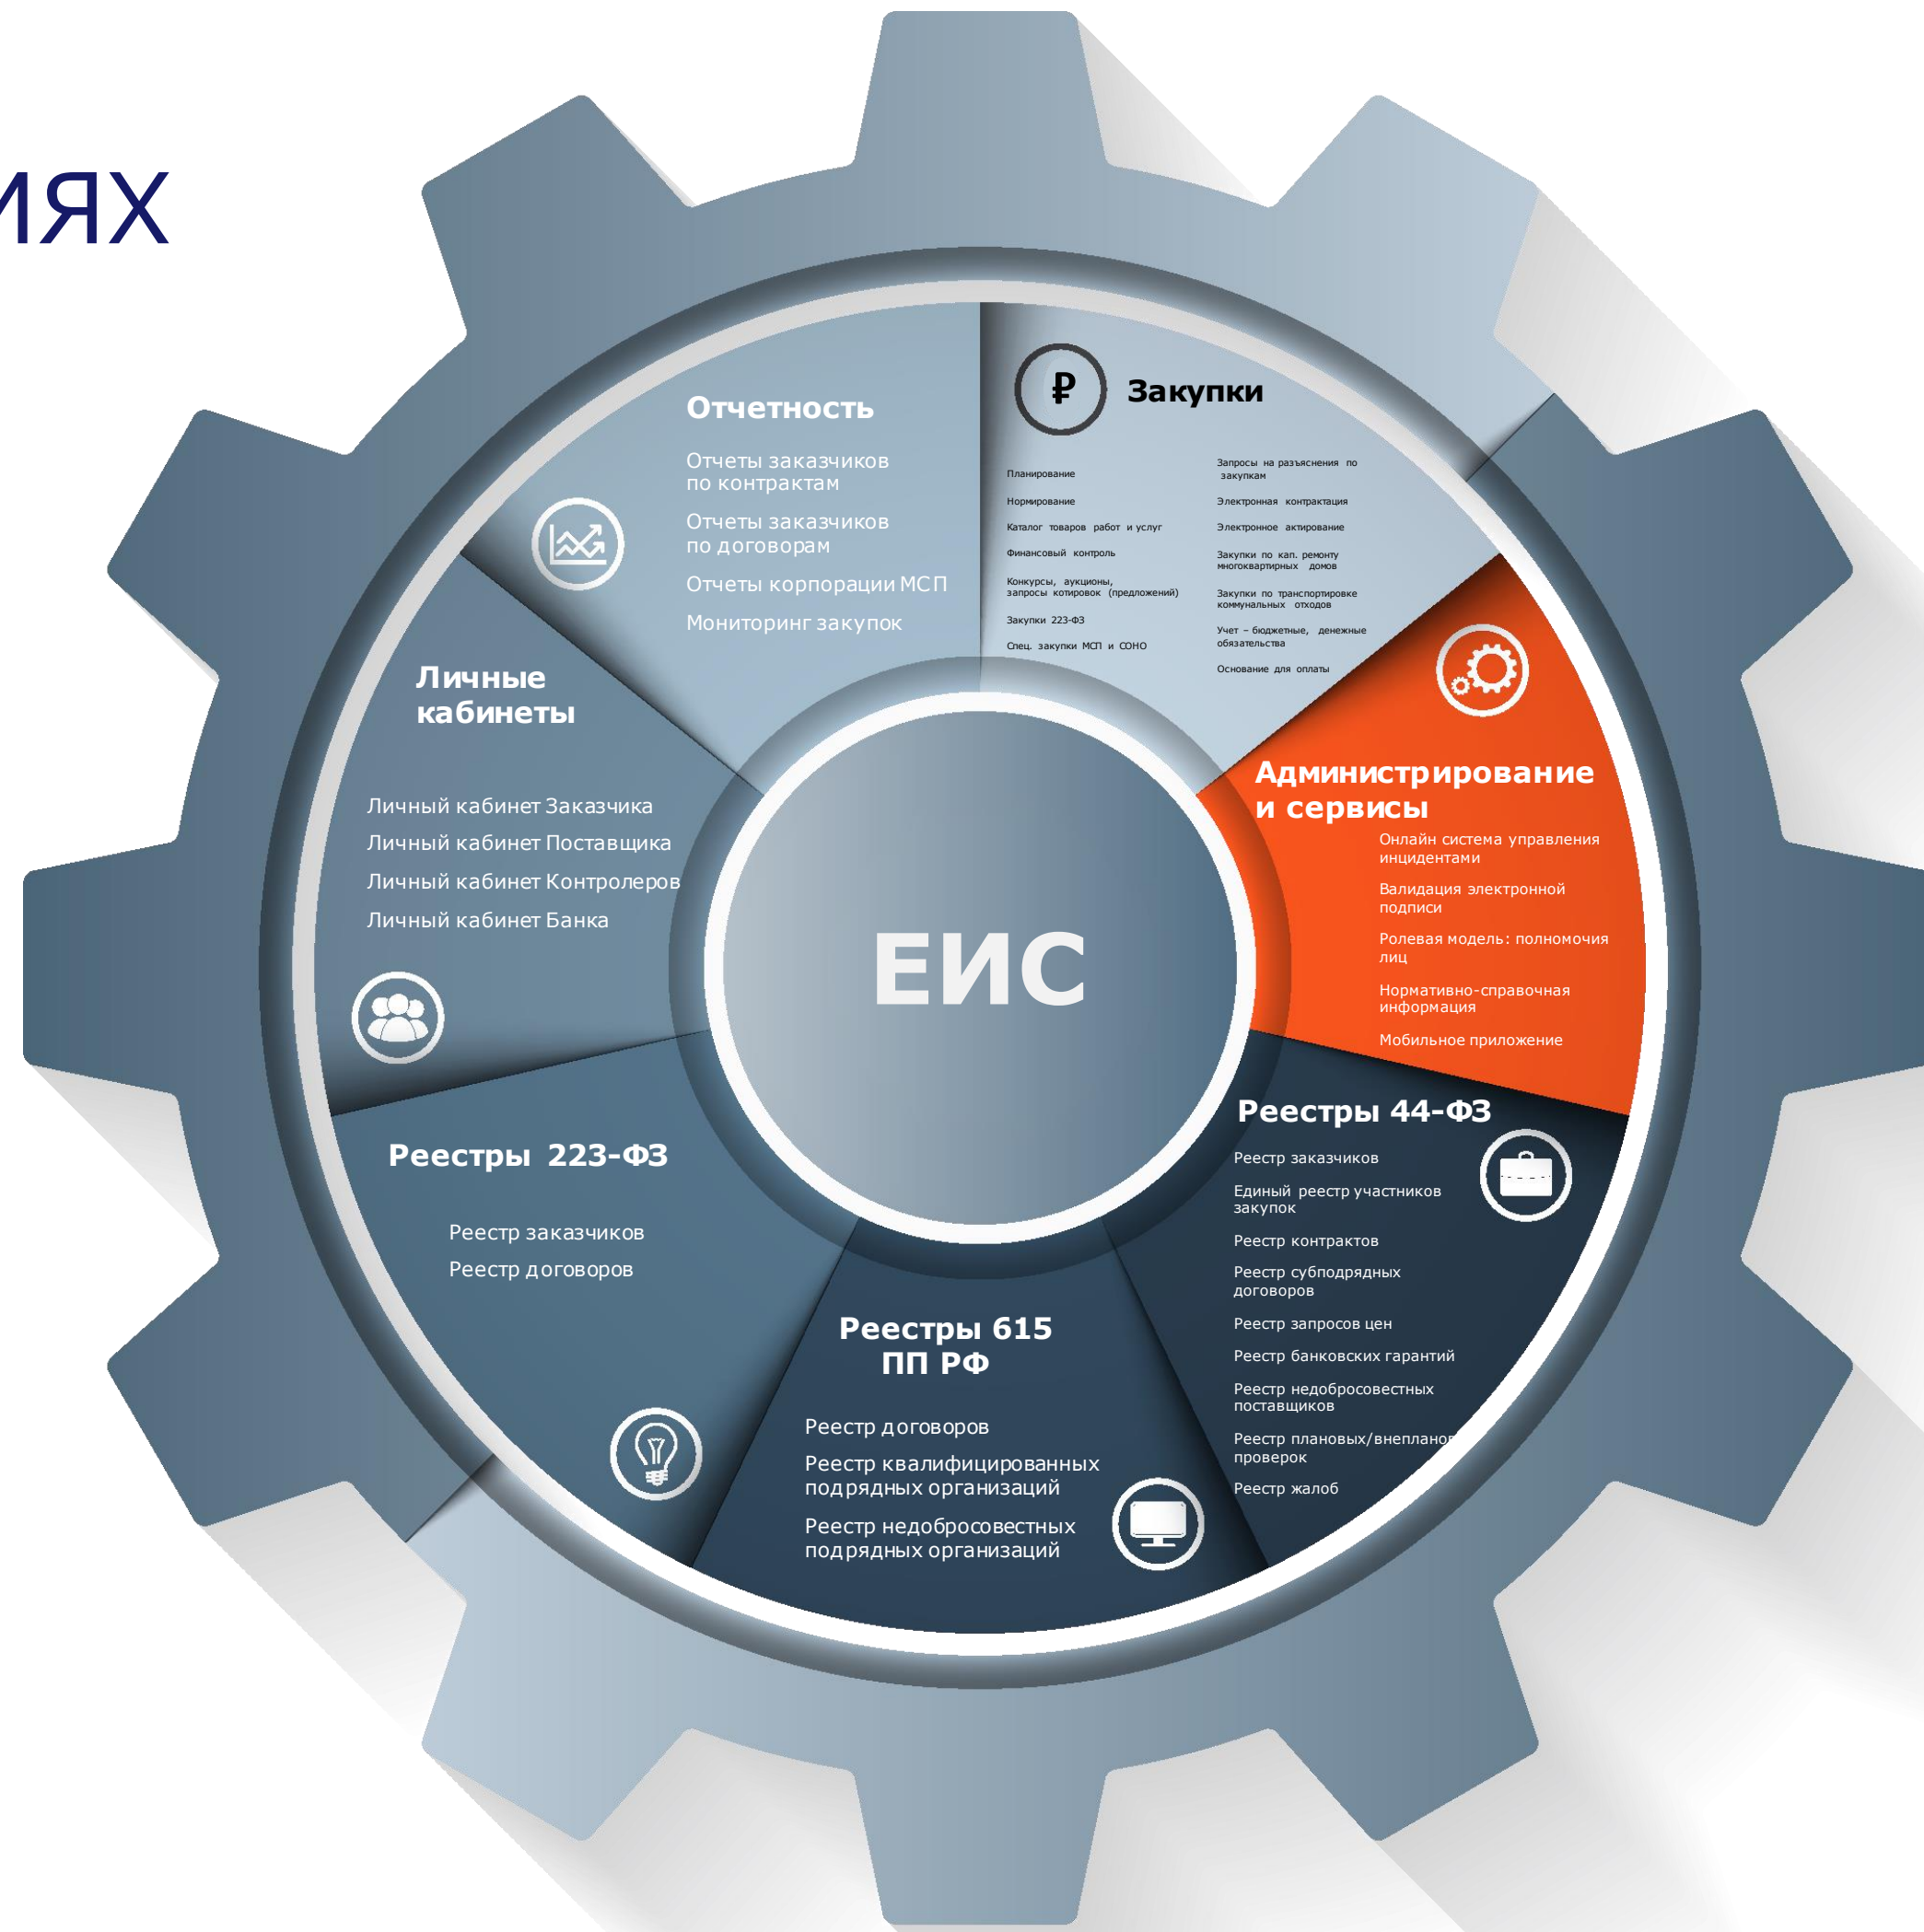 ИЯХ
Отчетность
Отчеты заказчиков
по контрактам
Отчеты заказчиков
по договорам
Отчеты корпорации МСП
Мониторинг закупок
₽
Закупки
Планирование
Нормирование
Каталог товаров работ и услуг
Финансовый контроль
Конкурсы, аукционы,
запросы котировок (предложений)
Закупки 223-ФЗ
Спец. закупки МСП и СОНО
Запросы на разъяснения по
закупкам
Электронная контрактация
Электронное актирование
Закупки по кап. ремонту
многоквартирных домов
Закупки по транспортировке
коммунальных отходов
Учет – бюджетные, денежные
обязательства
Основание для оплаты
Личные
кабинеты
Личный кабинет Заказчика
Личный кабинет Поставщика
Личный кабинет Контролеров
Личный кабинет Банка
ЕИС
Администрирование
и сервисы
Онлайн система управления
инцидентами
Валидация электронной
подписи
Ролевая модель: полномочия
лиц
Нормативно-справочная
информация
Мобильное приложение
Реестры 223-ФЗ
Реестр заказчиков
Реестр договоров
Реестры 615
ПП РФ
Реестр договоров
Реестр квалифицированных
подрядных организаций
Реестр недобросовестных
подрядных организаций
Реестры 44-ФЗ
Реестр заказчиков
Единый реестр участников
закупок
Реестр контрактов
Реестр субподрядных
договоров
Реестр запросов цен
Реестр банковских гарантий
Реестр недобросовестных
поставщиков
Реестр плановых/внепланов
проверок
Реестр жалоб